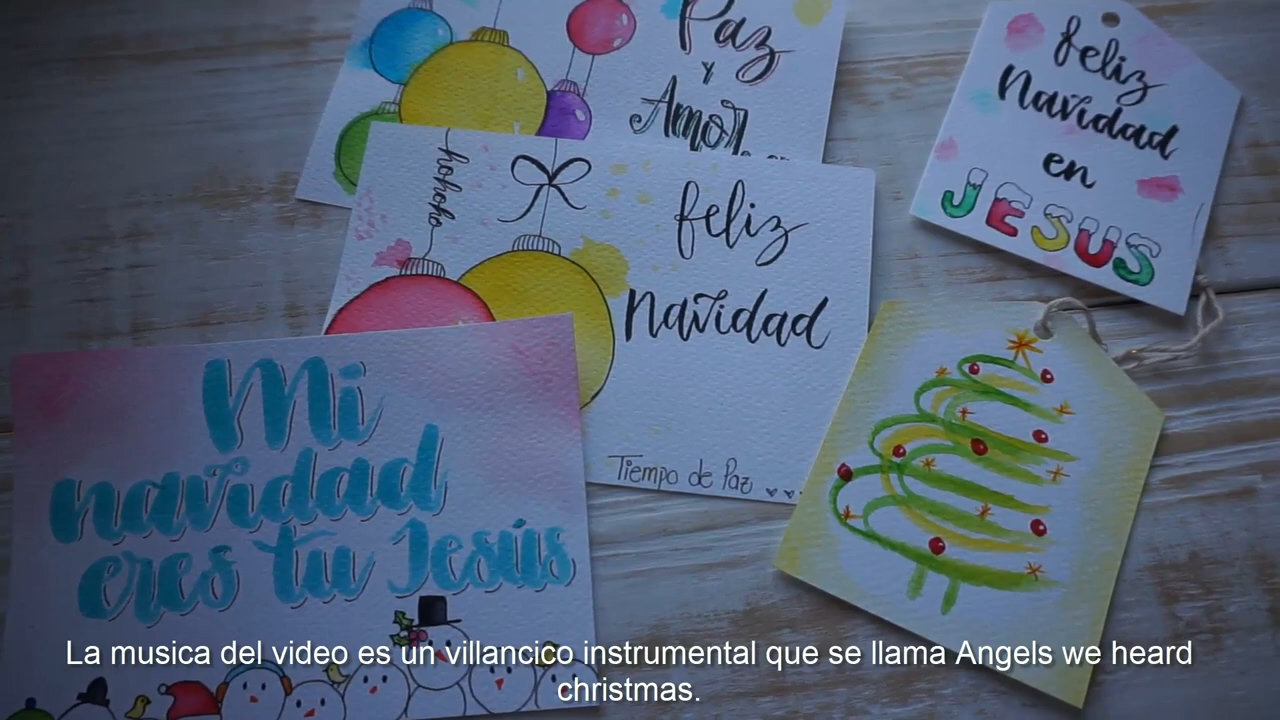 Paz
y
Amor
hohoho
feliz
navidad
Tiempo de Paz
feliz
Navidad
en
JESUS
Mi
navidad
eres tu Jesús
La musica del video es un villancico instrumental que se llama Angels we heard
christmas.